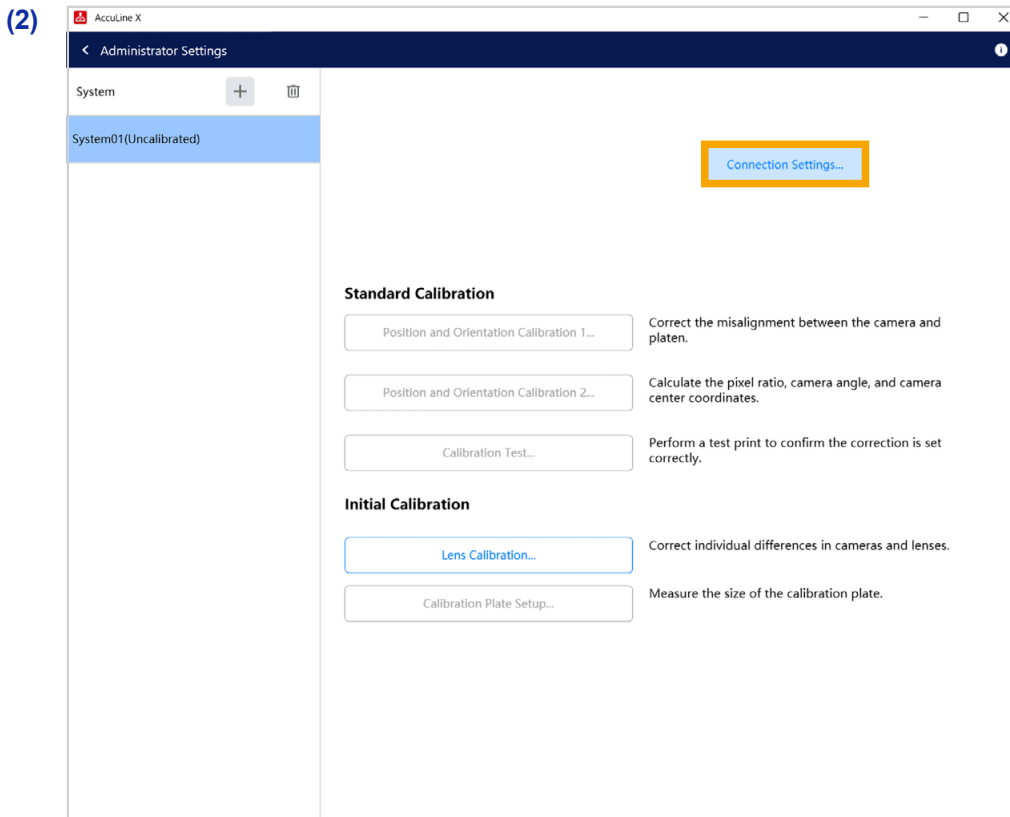 (2)
AccuLine X
Administrator Settings
System
System01(Uncalibrated)
Connection Settings...
Standard Calibration
Position and Orientation Calibration 1...
Correct the misalignment between the camera and
platen.
Position and Orientation Calibration 2...
Calculate the pixel ratio, camera angle, and camera
center coordinates.
Calibration Test...
Perform a test print to confirm the correction is set
correctly.
Initial Calibration
Lens Calibration...
Correct individual differences in cameras and lenses.
Calibration Plate Setup...
Measure the size of the calibration plate.